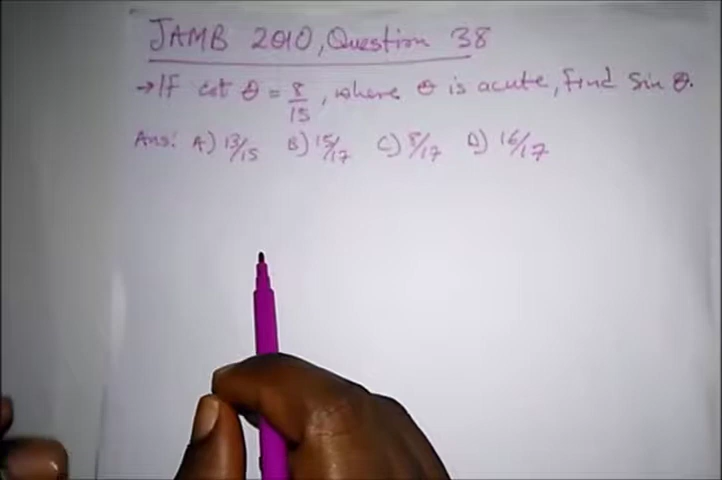 JAMB 2010, Question 38
→If cot θ = 8/15, where θ is acute, find Sin θ.
Ans: A) 13/15 B) 15/17 C) 8/17 D) 16/17